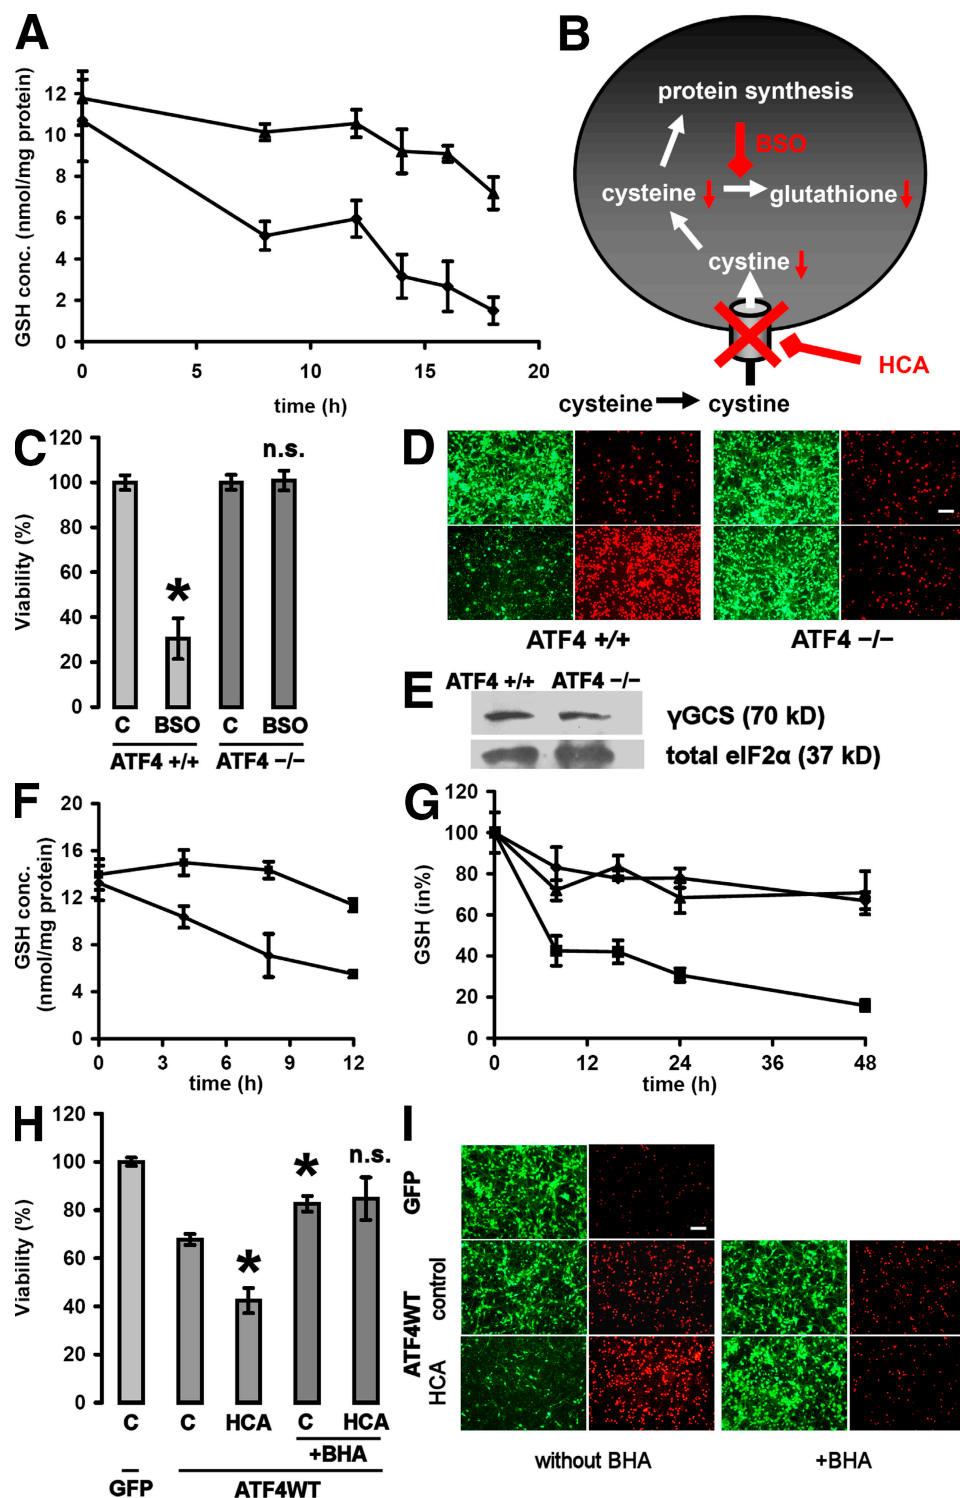 A
GSH conc. (nmol/mg protein)
12
10
8
6
4
2
0
0 5 10 15 20
time (h)
B
protein synthesis
BSO
cysteine
glutathione
cystine
HCA
cysteine
cystine
C
Viability (%)
120
100
80
60
40
20
0
n.s.
*
C BSO C BSO
ATF4 +/+ ATF4 –/–
D
ATF4 +/+ ATF4 –/–
E
ATF4 +/+ ATF4 –/–
γGCS (70 kD)
total eIF2α (37 kD)
F
GSH conc.
(nmol/mg protein)
20
16
12
8
4
0
0 3 6 9 12
time (h)
G
GSH (in%)
120
100
80
60
40
20
0
0 12 24 36 48
time (h)
H
Viability (%)
120
100
80
60
40
20
0
*
*
n.s.
C C HCA C HCA
+BHA
GFP ATF4WT
I
GFP
ATF4WT
control
HCA
without BHA +BHA